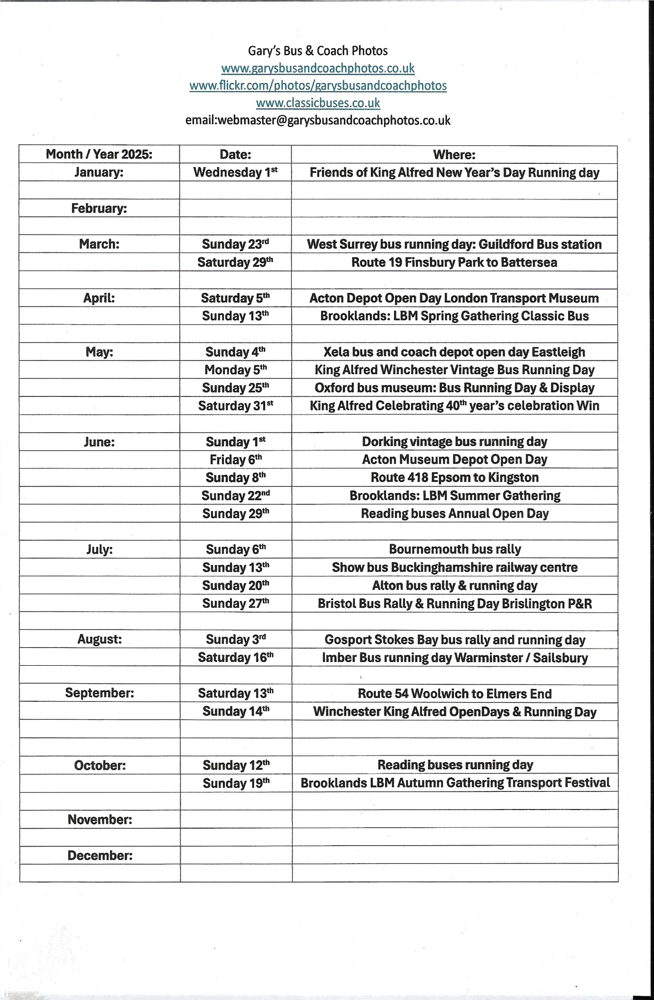 Gary's Bus & Coach Photos
www.garysbusandcoachphotos.co.uk
www.flickr.com/photos/garysbusandcoachphotos
www.classicbuses.co.uk
email:webmaster@garysbusandcoachphotos.co.uk
Month / Year 2025: Date: Where:
January: Wednesday 1st Friends of King Alfred New Year's Day Running day
February:
March: Sunday 23rd West Surrey bus running day: Guildford Bus station
Saturday 29th Route 19 Finsbury Park to Battersea
April: Saturday 5th Acton Depot Open Day London Transport Museum
Sunday 13th Brooklands: LBM Spring Gathering Classic Bus
May: Sunday 4th Xela bus and coach depot open day Eastleigh
Monday 5th King Alfred Winchester Vintage Bus Running Day
Sunday 25th Oxford bus museum: Bus Running Day & Display
Saturday 31st King Alfred Celebrating 40th year's celebration Win
June: Sunday 1st Dorking vintage bus running day
Friday 6th Acton Museum Depot Open Day
Sunday 8th Route 418 Epsom to Kingston
Sunday 22nd Brooklands: LBM Summer Gathering
Sunday 29th Reading buses Annual Open Day
July: Sunday 6th Bournemouth bus rally
Sunday 13th Show bus Buckinghamshire railway centre
Sunday 20th Alton bus rally & running day
Sunday 27th Bristol Bus Rally & Running Day Brislington P&R
August: Sunday 3rd Gosport Stokes Bay bus rally and running day
Saturday 16th Imber Bus running day Warminster / Sailsbury
September: Saturday 13th Route 54 Woolwich to Elmers End
Sunday 14th Winchester King Alfred OpenDays & Running Day
October: Sunday 12th Reading buses running day
Sunday 19th Brooklands LBM Autumn Gathering Transport Festival
November:
December: